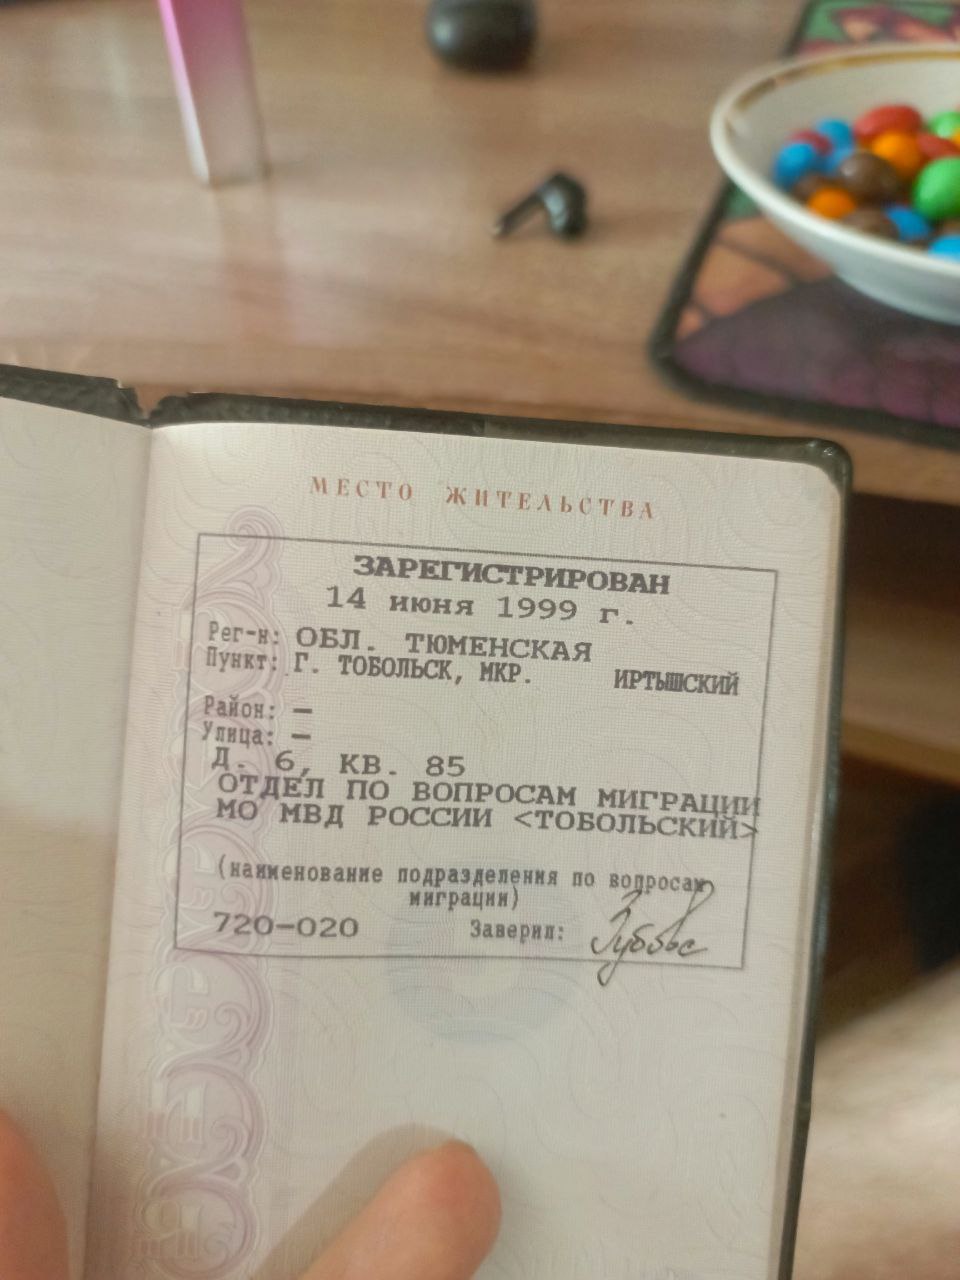 МЕСТО ЖИТЕЛЬСТВА
ЗАРЕГИСТРИРОВАН
14 июня 1999 г.
Рег-н: ОБЛ. ТЮМЕНСКАЯ
Пункт: Г. ТОБОЛЬСК, МКР. ИРТЫШСКИЙ
Район: —
Улица: —
Д. 6, КВ. 85
ОТДЕЛ ПО ВОПРОСАМ МИГРАЦИИ
МО МВД РОССИИ <ТОБОЛЬСКИЙ>
(наименование подразделения по вопросам
миграции)
720-020 Заверил: